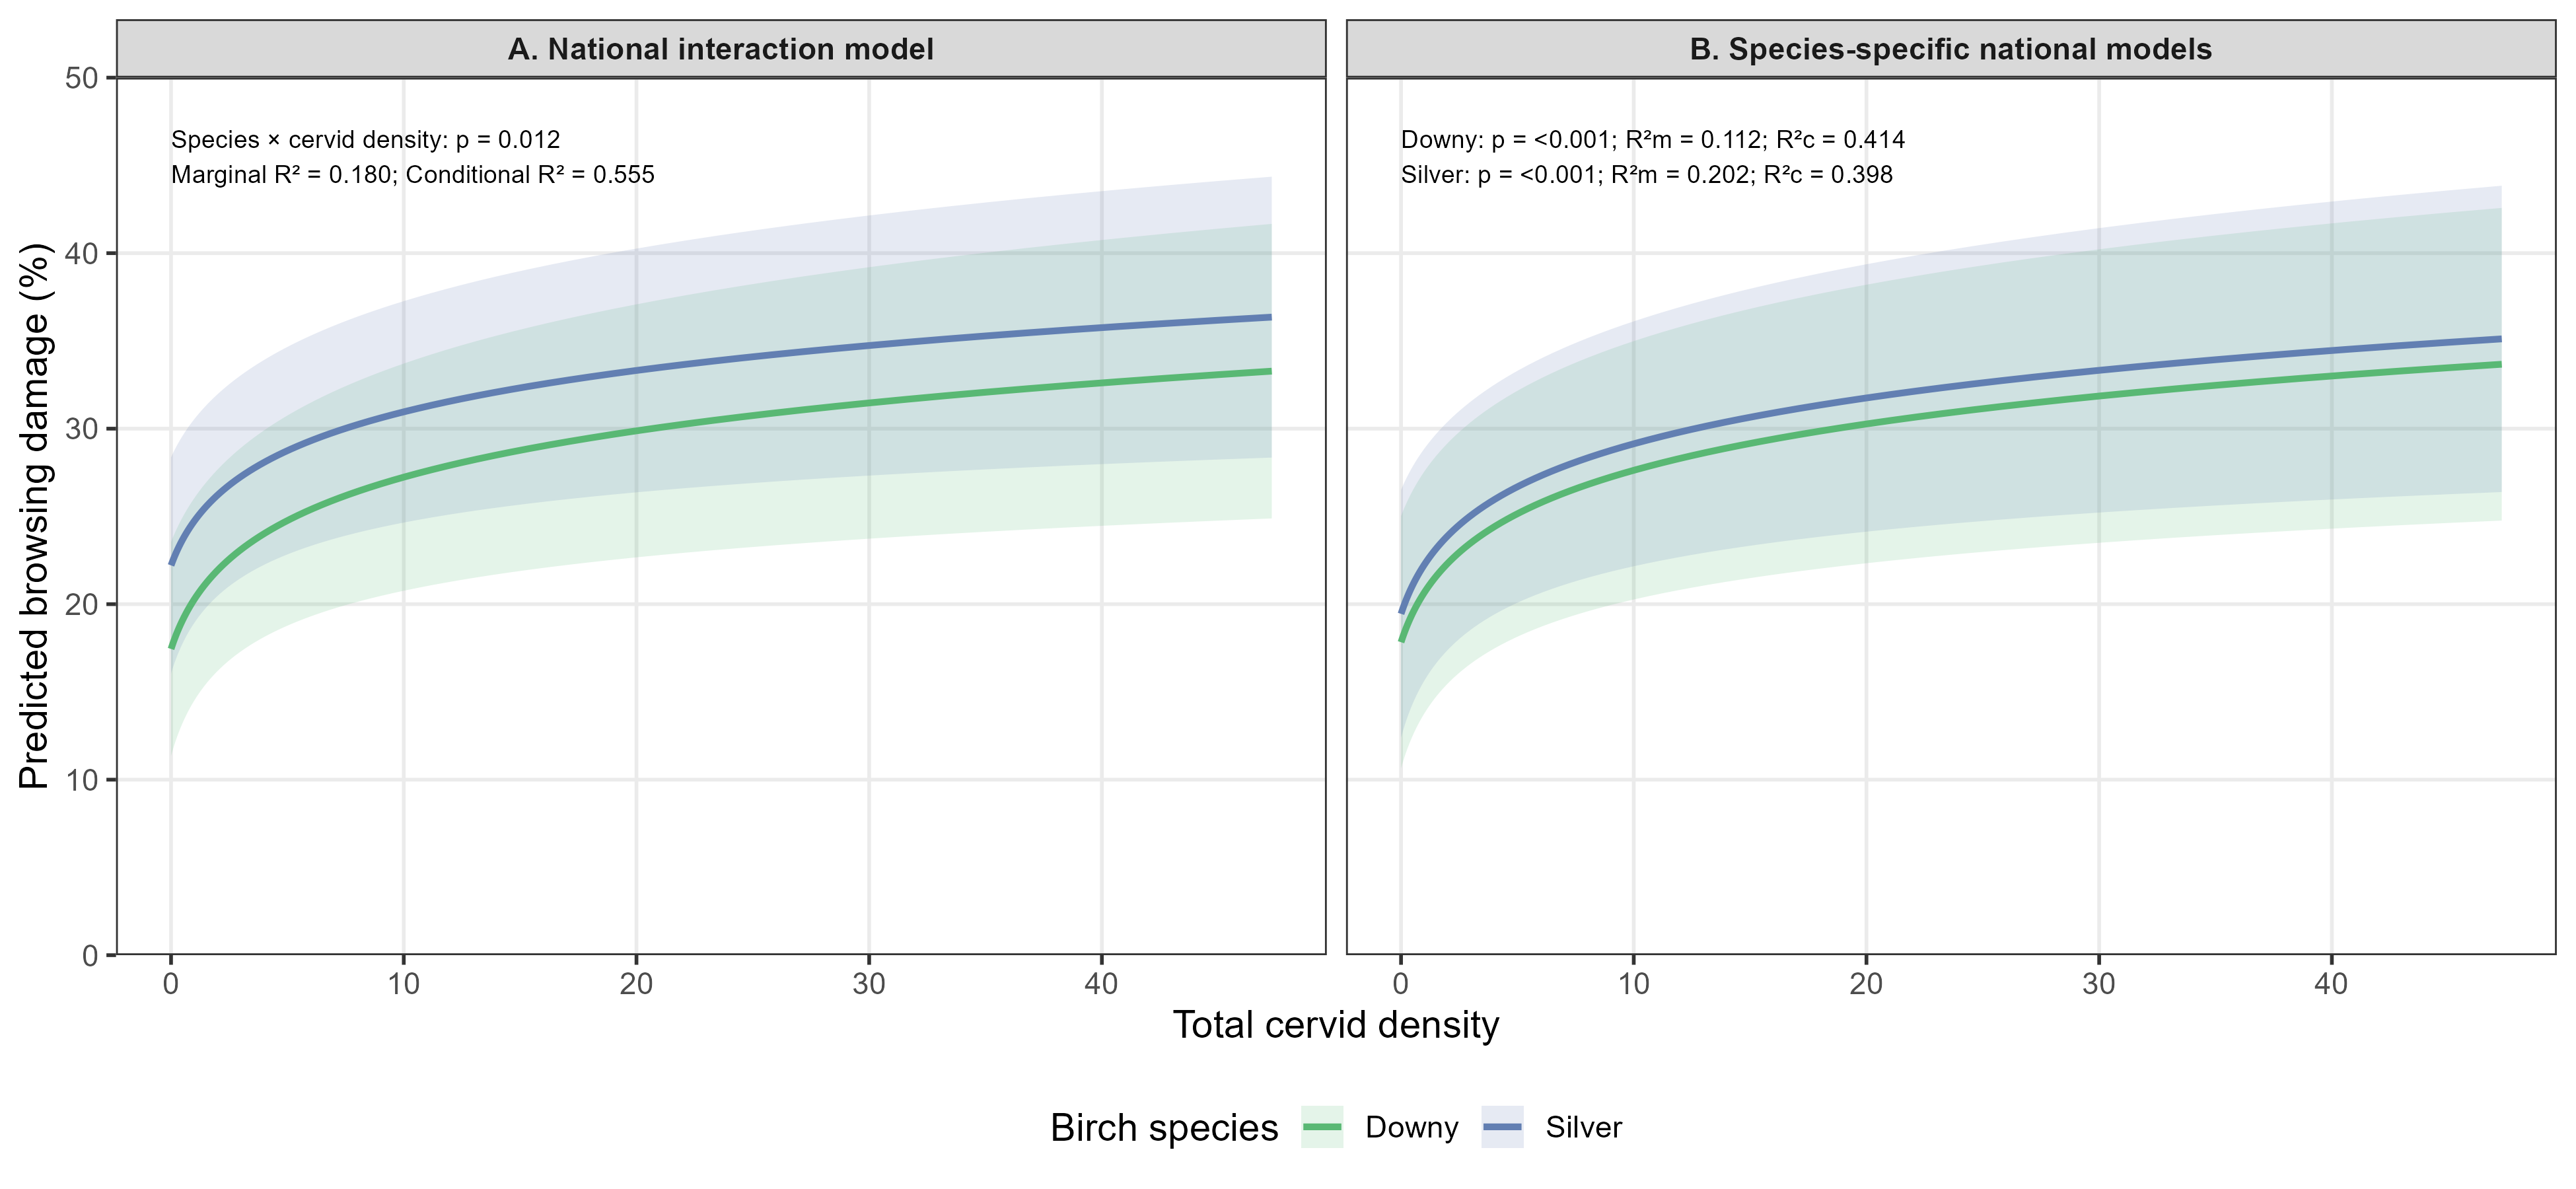 A. National interaction model
B. Species-specific national models
Species × cervid density: p = 0.012
Marginal R² = 0.180; Conditional R² = 0.555
Downy: p = <0.001; R²m = 0.112; R²c = 0.414
Silver: p = <0.001; R²m = 0.202; R²c = 0.398
Predicted browsing damage (%)
50
40
30
20
10
0
0 10 20 30 40
0 10 20 30 40
Total cervid density
Birch species Downy Silver